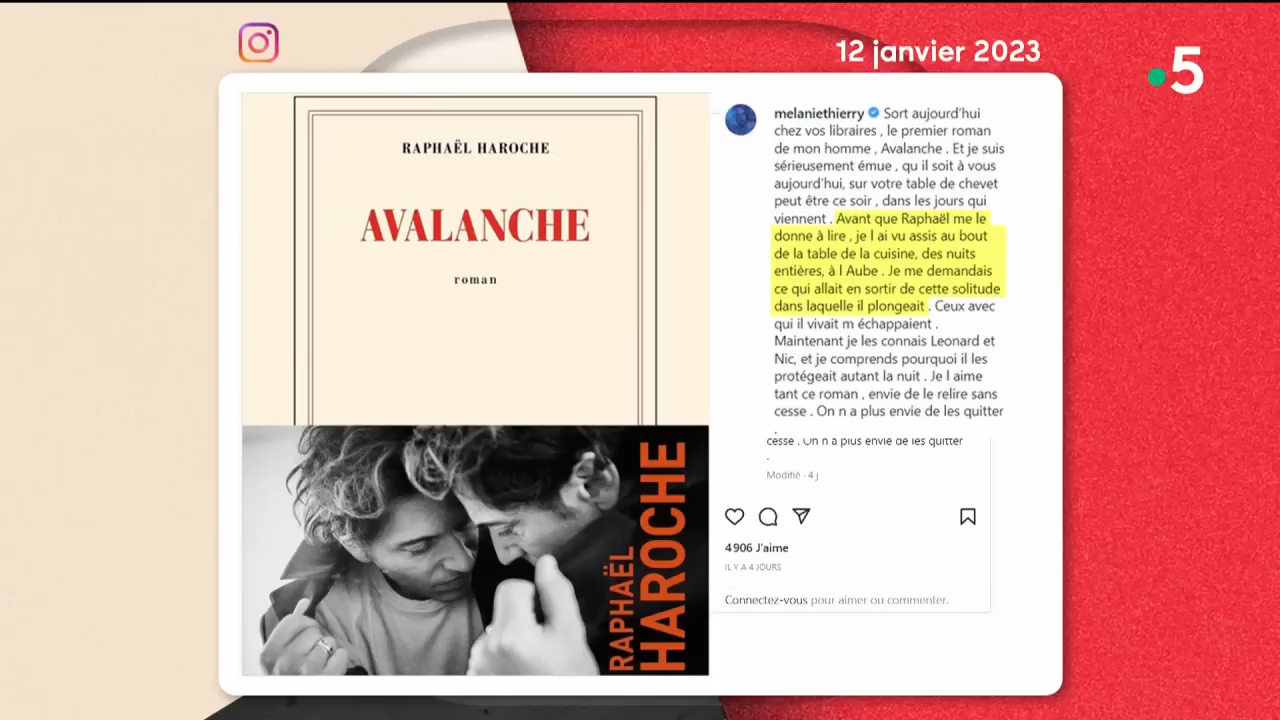 12 janvier 2023
5
RAPHAËL HAROCHE
AVALANCHE
roman
RAPHAËL
HAROCHE
melaniethierry Sort aujourd'hui
chez vos libraires , le premier roman
de mon homme , Avalanche . Et je suis
sérieusement émue , qu il soit à vous
aujourd'hui, sur votre table de chevet
peut être ce soir , dans les jours qui
viennent . Avant que Raphaël me le
donne à lire , je l ai vu assis au bout
de la table de la cuisine, des nuits
entières, à l Aube . Je me demandais
ce qui allait en sortir de cette solitude
dans laquelle il plongeait . Ceux avec
qui il vivait m échappaient .
Maintenant je les connais Leonard et
Nic, et je comprends pourquoi il les
protégeait autant la nuit . Je l aime
tant ce roman , envie de le relire sans
cesse . On n a plus envie de les quitter
.
cesse . On n a plus envie de les quitter
.
Modifié · 4 j
4 906 J'aime
IL Y A 4 JOURS
Connectez-vous pour aimer ou commenter.